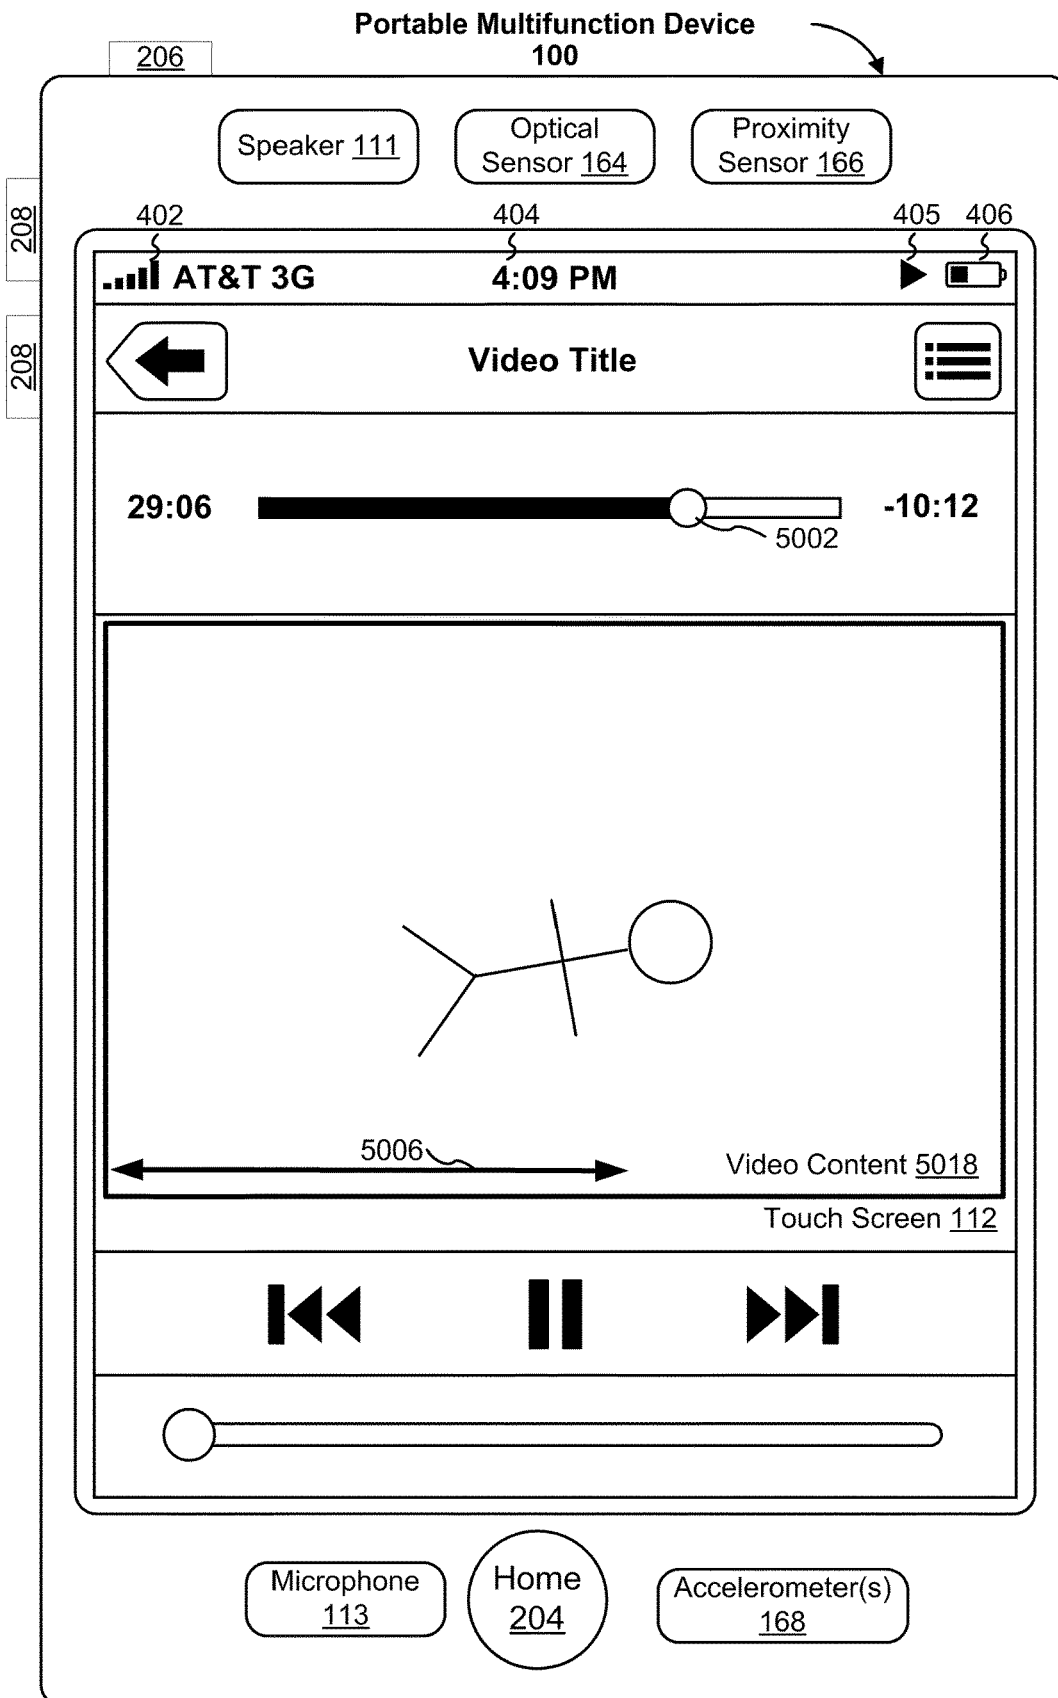 Portable Multifunction Device
100
206
Speaker 111
Optical
Sensor 164
Proximity
Sensor 166
208
402
404
405
406
AT&T 3G
4:09 PM
208
Video Title
29:06
-10:12
5002
5006
Video Content 5018
Touch Screen 112
Microphone
113
Home
204
Accelerometer(s)
168